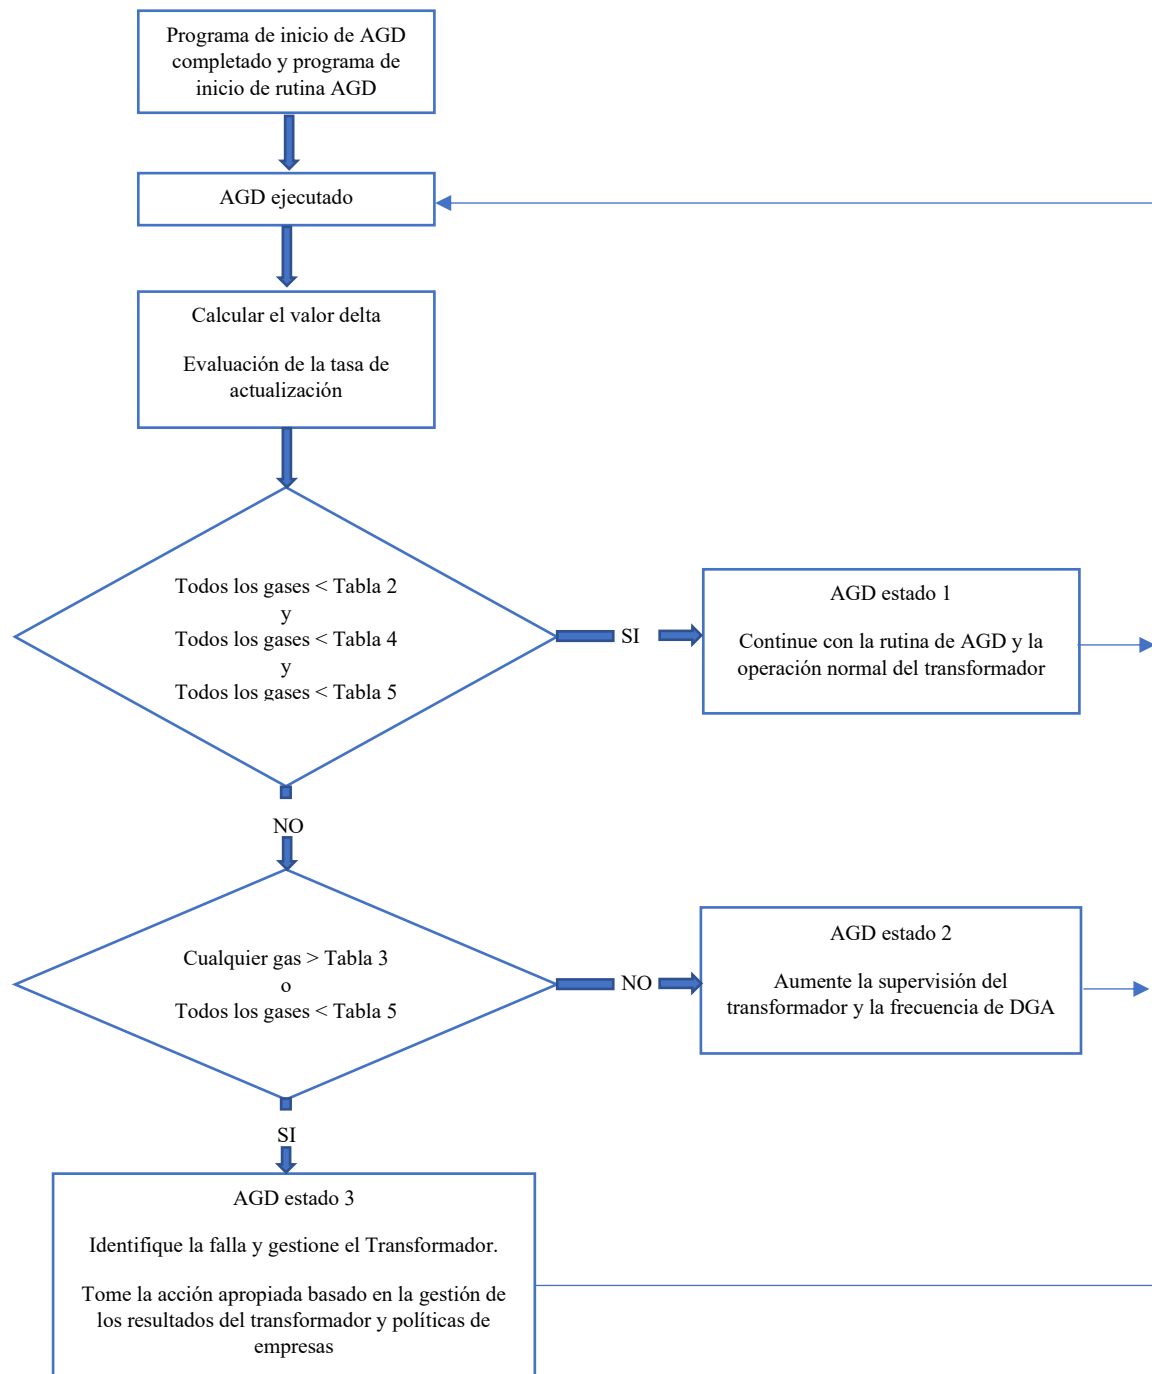 Programa de inicio de AGD
completado y programa de
inicio de rutina AGD
AGD ejecutado
Calcular el valor delta
Evaluación de la tasa de
actualización
Todos los gases < Tabla 2
y
Todos los gases < Tabla 4
y
Todos los gases < Tabla 5
SI
AGD estado 1
Continue con la rutina de AGD y la
operación normal del transformador
NO
Cualquier gas > Tabla 3
o
Todos los gases < Tabla 5
NO
AGD estado 2
Aumente la supervisión del
transformador y la frecuencia de DGA
SI
AGD estado 3
Identifique la falla y gestione el Transformador.
Tome la acción apropiada basado en la gestión de
los resultados del transformador y políticas de
empresas